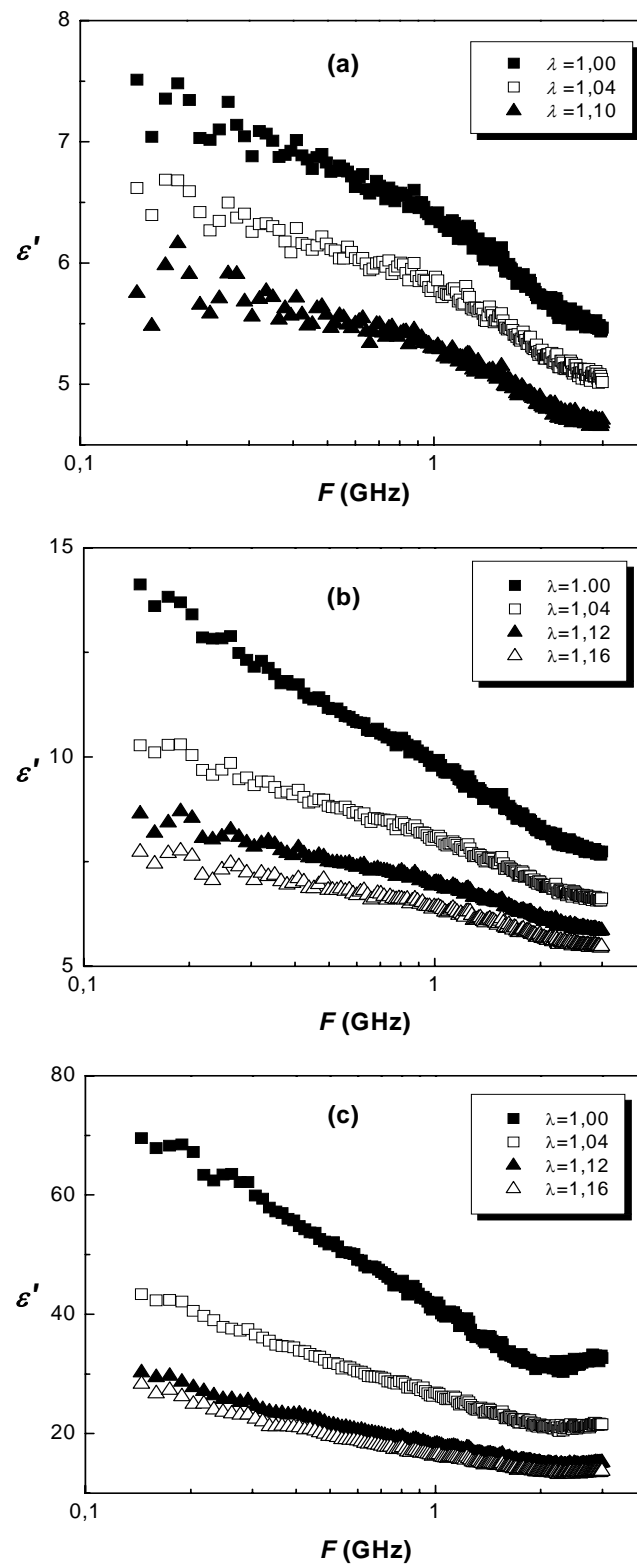 8
7
6
5
ε'
(a)
λ =1,00
λ =1,04
λ =1,10
0,1
1
F (GHz)
15
10
5
ε'
(b)
λ=1.00
λ=1,04
λ=1,12
λ=1,16
0,1
1
F (GHz)
80
60
40
20
ε'
(c)
λ=1,00
λ=1,04
λ=1,12
λ=1,16
0,1
1
F (GHz)